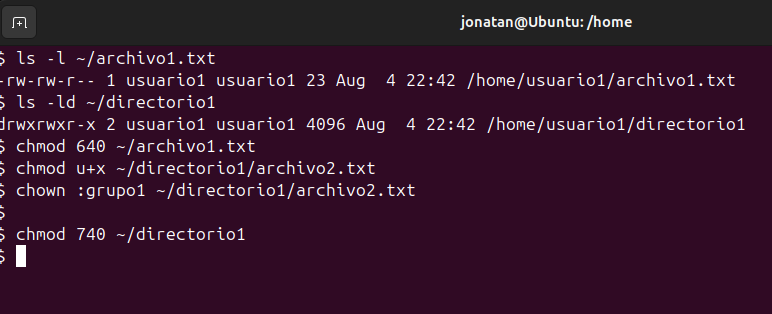 jonatan@Ubuntu: /home
$ ls -l ~/archivo1.txt
-rw-rw-r-- 1 usuario1 usuario1 23 Aug  4 22:42 /home/usuario1/archivo1.txt
$ ls -ld ~/directorio1
drwxrwxr-x 2 usuario1 usuario1 4096 Aug  4 22:42 /home/usuario1/directorio1
$ chmod 640 ~/archivo1.txt
$ chmod u+x ~/directorio1/archivo2.txt
$ chown :grupo1 ~/directorio1/archivo2.txt
$
$ chmod 740 ~/directorio1
$